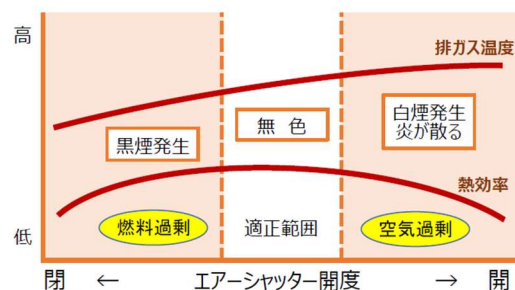 高
排ガス温度
黒煙発生
無 色
白煙発生
炎が散る
熱効率
燃料過剰
適正範囲
空気過剰
低
閉 ← エアーシャッター開度 → 開